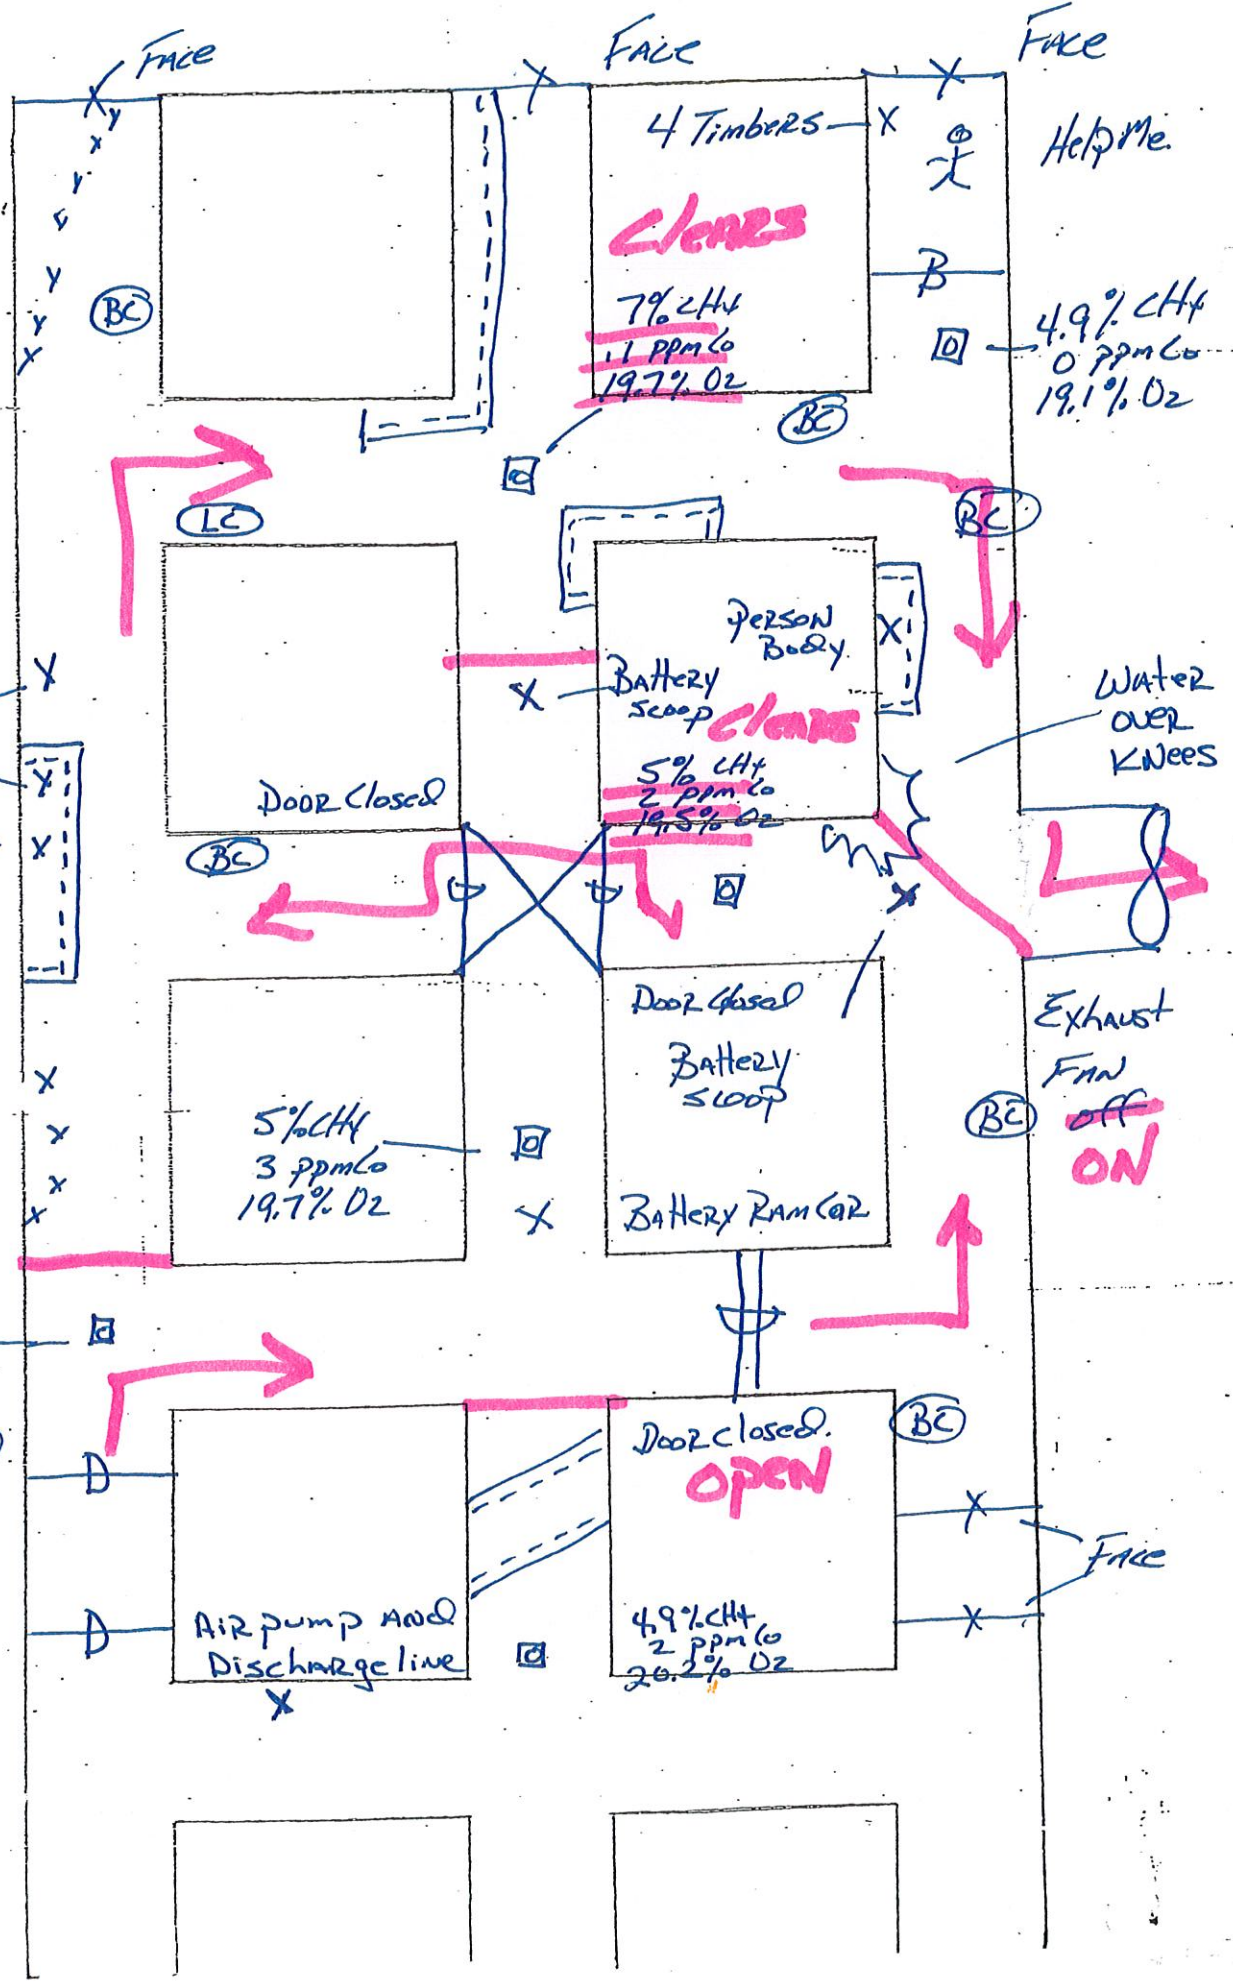 FACE
FACE
FACE
4 Timbers
X
Help Me.
Clears
B
BC
7% CH4
11 ppm Co
19.7% O2
4.9% CH4
0 ppm Co
19.1% O2
BC
LC
BC
Person
Body
X
X
Battery
scoop
Clears
Water
over
Knees
5% CH4
2 ppm Co
19.5% O2
Door Closed
BC
Door Closed
Battery
scoop
Exhaust
Fan
off
ON
BC
5% CH4
3 ppm Co
19.7% O2
X
Battery Ram Car
D
Door closed.
OPEN
BC
X
Face
D
Air pump and
Discharge line
X
4.9% CH4
2 ppm Co
20.2% O2
X